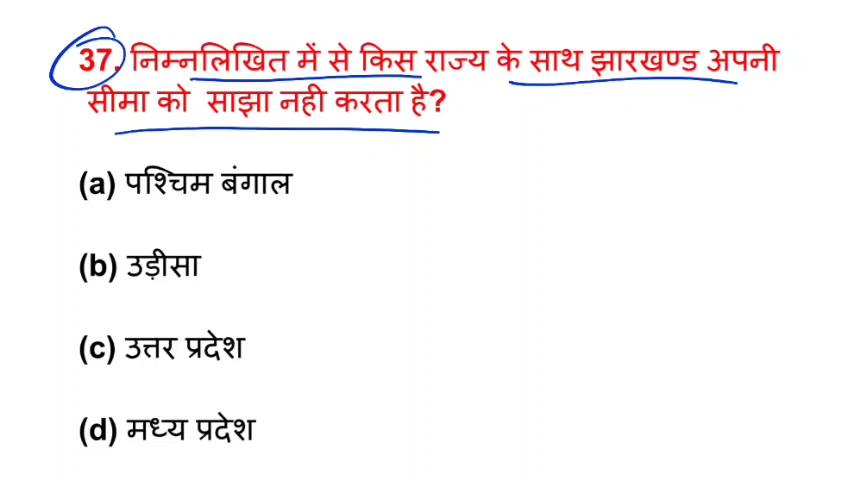 37. निम्नलिखित में से किस राज्य के साथ झारखण्ड अपनी
सीमा को साझा नही करता है?
(a) पश्चिम बंगाल
(b) उड़ीसा
(c) उत्तर प्रदेश
(d) मध्य प्रदेश